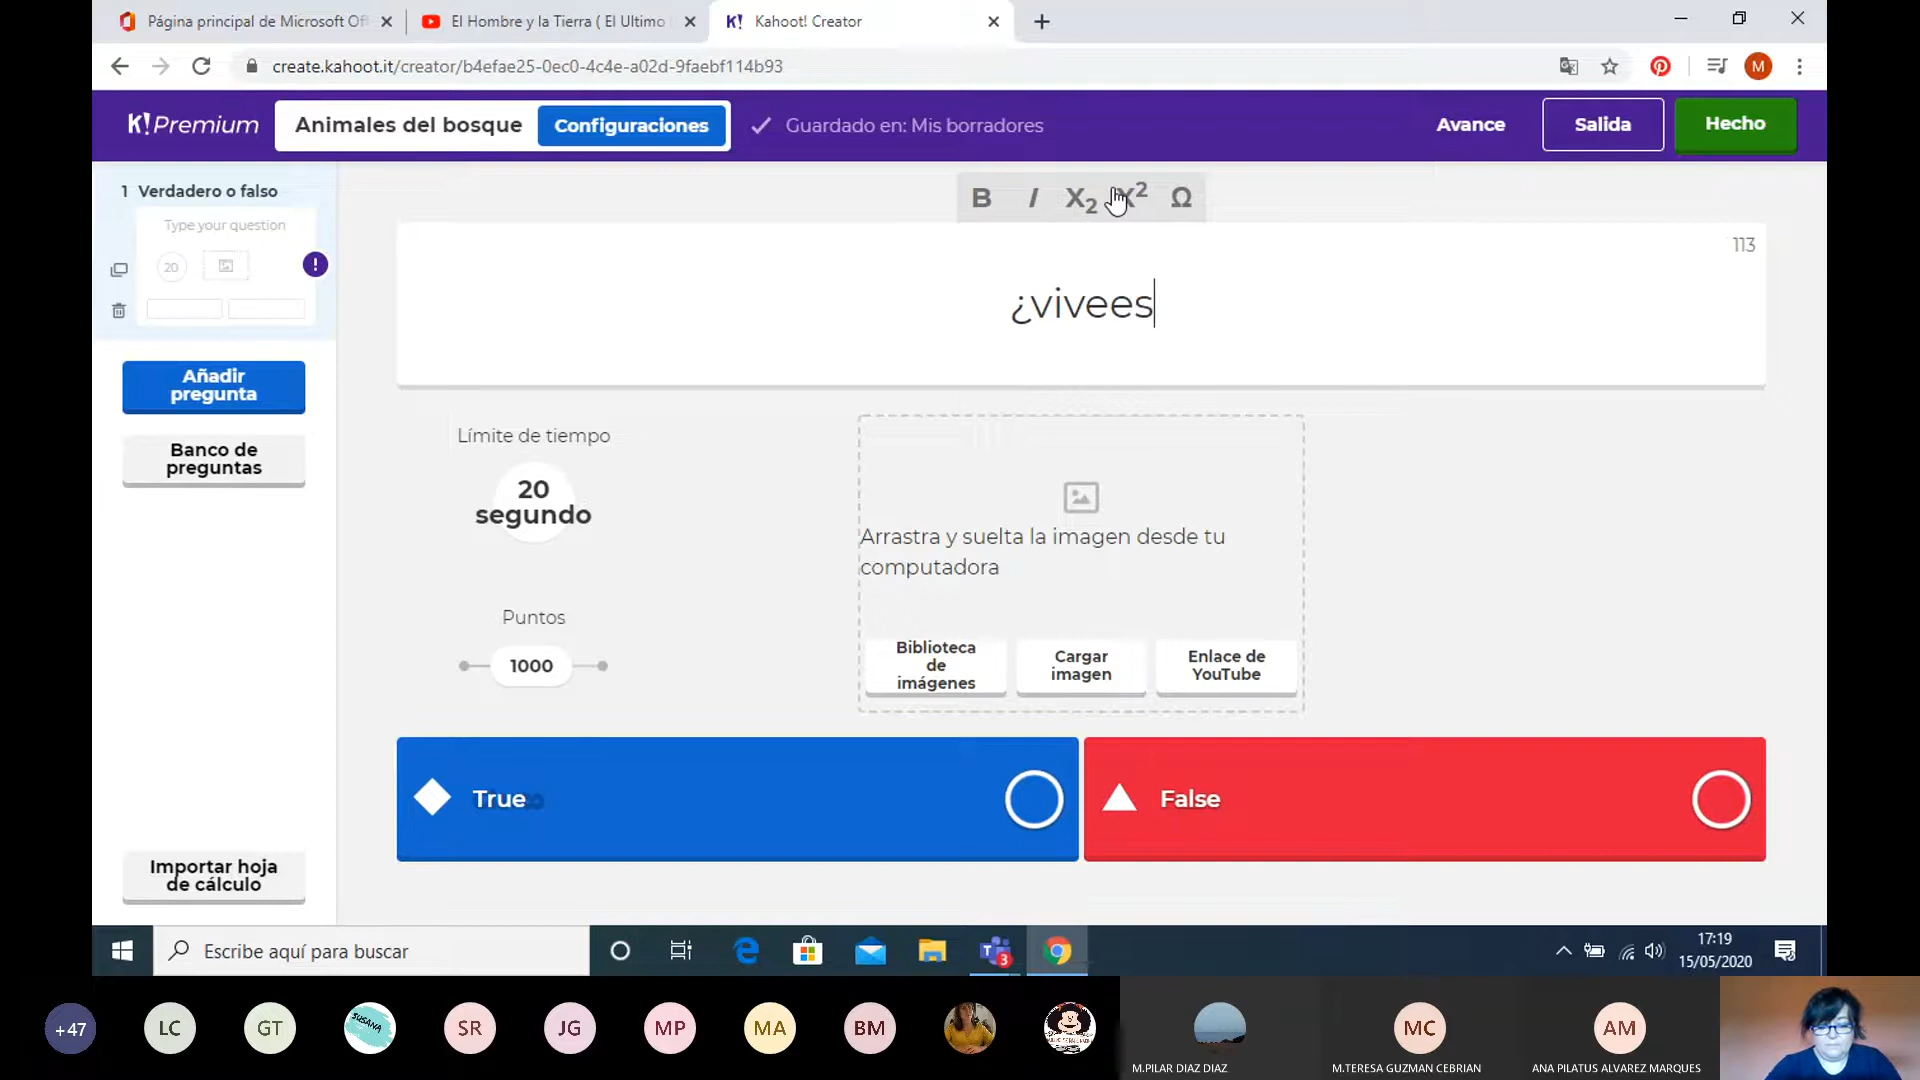 Página principal de Microsoft Of
El Hombre y la Tierra ( El Ultimo
K! Kahoot! Creator
create.kahoot.it/creator/b4efae25-0ec0-4c4e-a02d-9faebf114b93
M
K!Premium
Animales del bosque
Configuraciones
Guardado en: Mis borradores
Avance
Salida
Hecho
1 Verdadero o falso
Type your question
20
!
B I X2 X2 Ω
113
¿vivees
Añadir
pregunta
Banco de
preguntas
Límite de tiempo
20
segundo
Puntos
1000
Arrastra y suelta la imagen desde tu
computadora
Biblioteca
de
imágenes
Cargar
imagen
Enlace de
YouTube
True
False
Importar hoja
de cálculo
Escribe aquí para buscar
3
17:19
15/05/2020
+47
LC
GT
SUSANA
SR
JG
MP
MA
BM
MC
AM
M.PILAR DIAZ DIAZ
M.TERESA GUZMAN CEBRIAN
ANA PILATUS ALVAREZ MARQUES